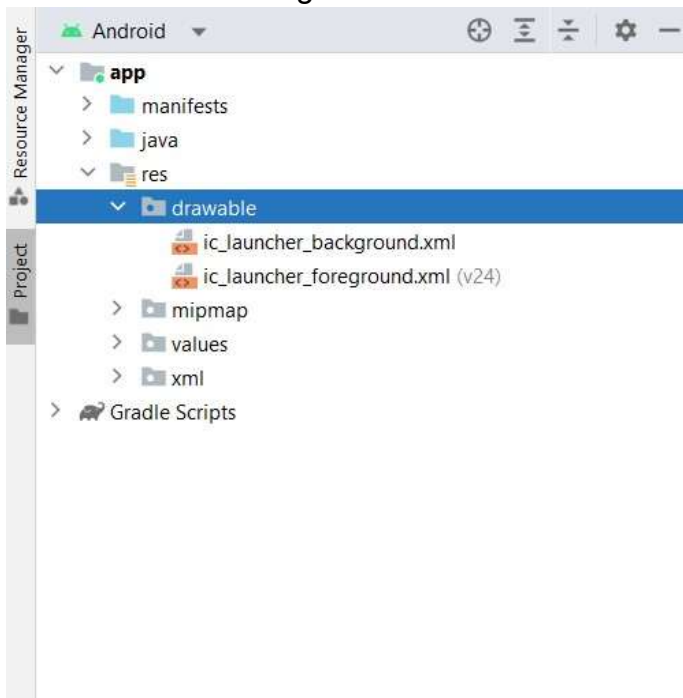 Android
app
manifests
java
res
drawable
ic_launcher_background.xml
ic_launcher_foreground.xml (v24)
mipmap
values
xml
Gradle Scripts
Resource Manager
Project